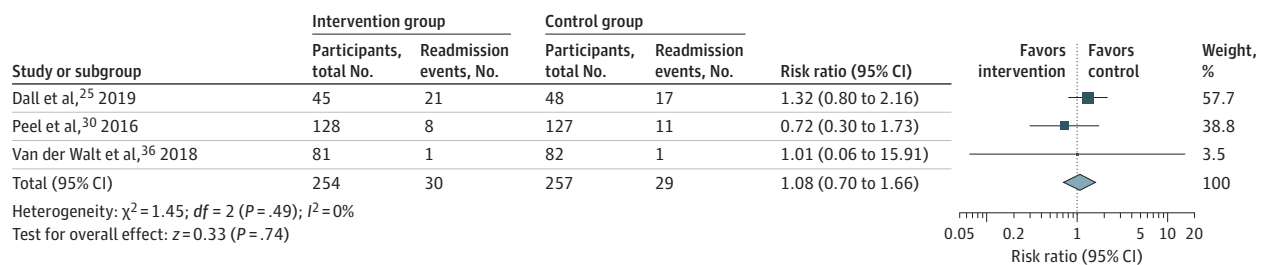 Intervention group Control group
Participants, Readmission Participants, Readmission Favors Favors Weight,
Study or subgroup total No. events, No. total No. events, No. Risk ratio (95% CI) intervention control %
Dall et al,25 2019 45 21 48 17 1.32 (0.80 to 2.16) 57.7
Peel et al,30 2016 128 8 127 11 0.72 (0.30 to 1.73) 38.8
Van der Walt et al,36 2018 81 1 82 1 1.01 (0.06 to 15.91) 3.5
Total (95% CI) 254 30 257 29 1.08 (0.70 to 1.66) 100
Heterogeneity: χ2 = 1.45; df = 2 (P = .49); I2 = 0%
Test for overall effect: z = 0.33 (P = .74)
0.05 0.2 1 5 10 20
Risk ratio (95% CI)